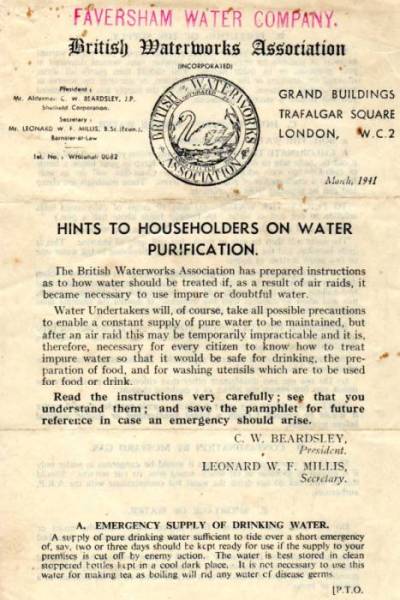 FAVERSHAM WATER COMPANY.
British Waterworks Association
(INCORPORATED)
President:
Mr. Alderman C. W. BEARDSLEY, J.P.
Sheffield Corporation.
Secretary:
Mr. LEONARD W. F. MILLIS, B.Sc.(Econ.),
Barrister-at-Law
Tel. No.: Whitehall 0082
BRITISH WATERWORKS
ASSOCIATION
GRAND BUILDINGS
TRAFALGAR SQUARE
LONDON, W.C.2
March, 1941
HINTS TO HOUSEHOLDERS ON WATER
PURIFICATION.
The British Waterworks Association has prepared instructions
as to how water should be treated if, as a result of air raids, it
became necessary to use impure or doubtful water.
Water Undertakers will, of course, take all possible precautions
to enable a constant supply of pure water to be maintained, but
after an air raid this may be temporarily impracticable and it is,
therefore, necessary for every citizen to know how to treat
impure water so that it would be safe for drinking, the pre-
paration of food, and for washing utensils which are to be used
for food or drink.
Read the instructions very carefully; see that you
understand them; and save the pamphlet for future
reference in case an emergency should arise.
C. W. BEARDSLEY,
President.
LEONARD W. F. MILLIS,
Secretary.
A. EMERGENCY SUPPLY OF DRINKING WATER.
A supply of pure drinking water sufficient to tide over a short emergency
of, say, two or three days should be kept ready for use if the supply to your
premises is cut off by enemy action. The water is best stored in clean
stoppered bottles kept in a cool dark place. It is not necessary to use this
water for making tea as boiling will rid any water of disease germs.
[P.T.O.